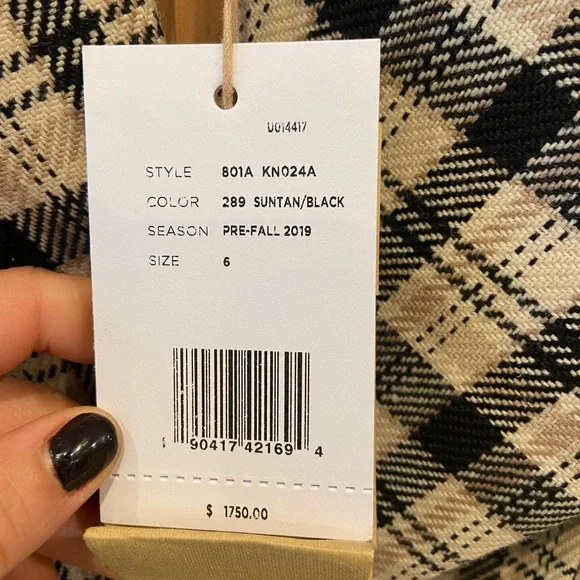 U014417
STYLE 801A KN024A
COLOR 289 SUNTAN/BLACK
SEASON PRE-FALL 2019
SIZE 6
90417 42169 4
$ 1750.00